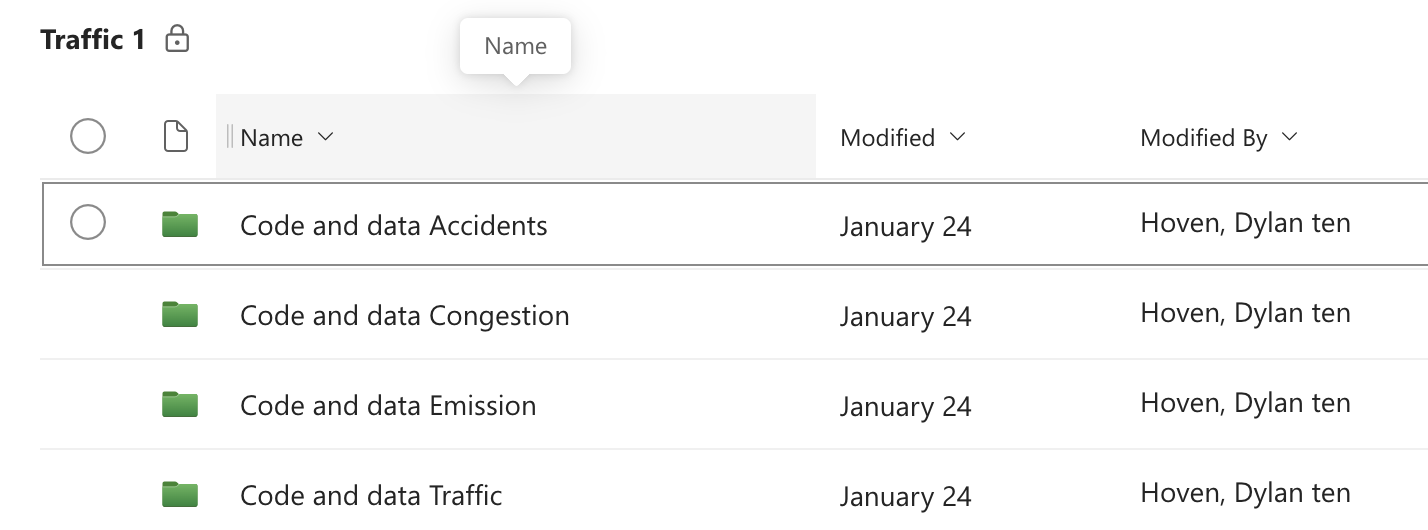 Traffic 1
Name
Name Modified Modified By
Code and data Accidents January 24 Hoven, Dylan ten
Code and data Congestion January 24 Hoven, Dylan ten
Code and data Emission January 24 Hoven, Dylan ten
Code and data Traffic January 24 Hoven, Dylan ten